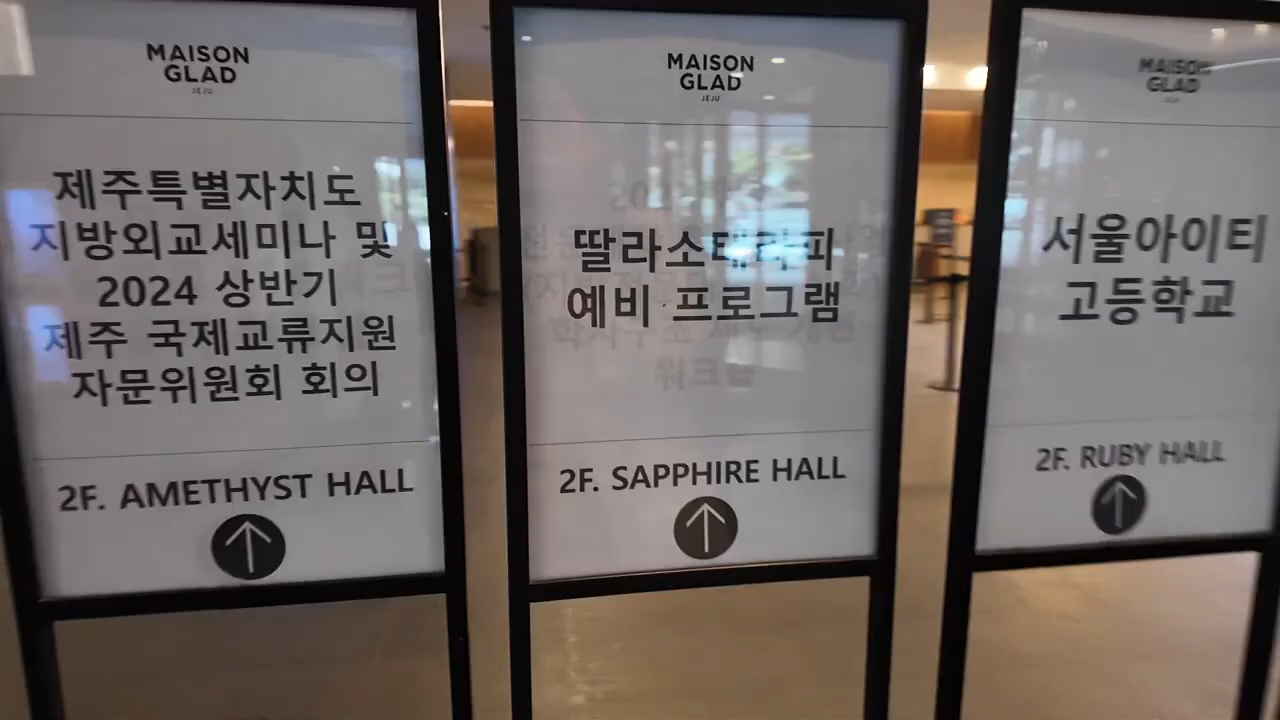 MAISON
GLAD
JEJU
제주특별자치도
지방외교세미나 및
2024 상반기
제주 국제교류지원
자문위원회 회의
2F. AMETHYST HALL
MAISON
GLAD
JEJU
딸라소테라피
예비 프로그램
2F. SAPPHIRE HALL
MAISON
GLAD
서울아이티
고등학교
2F. RUBY HALL